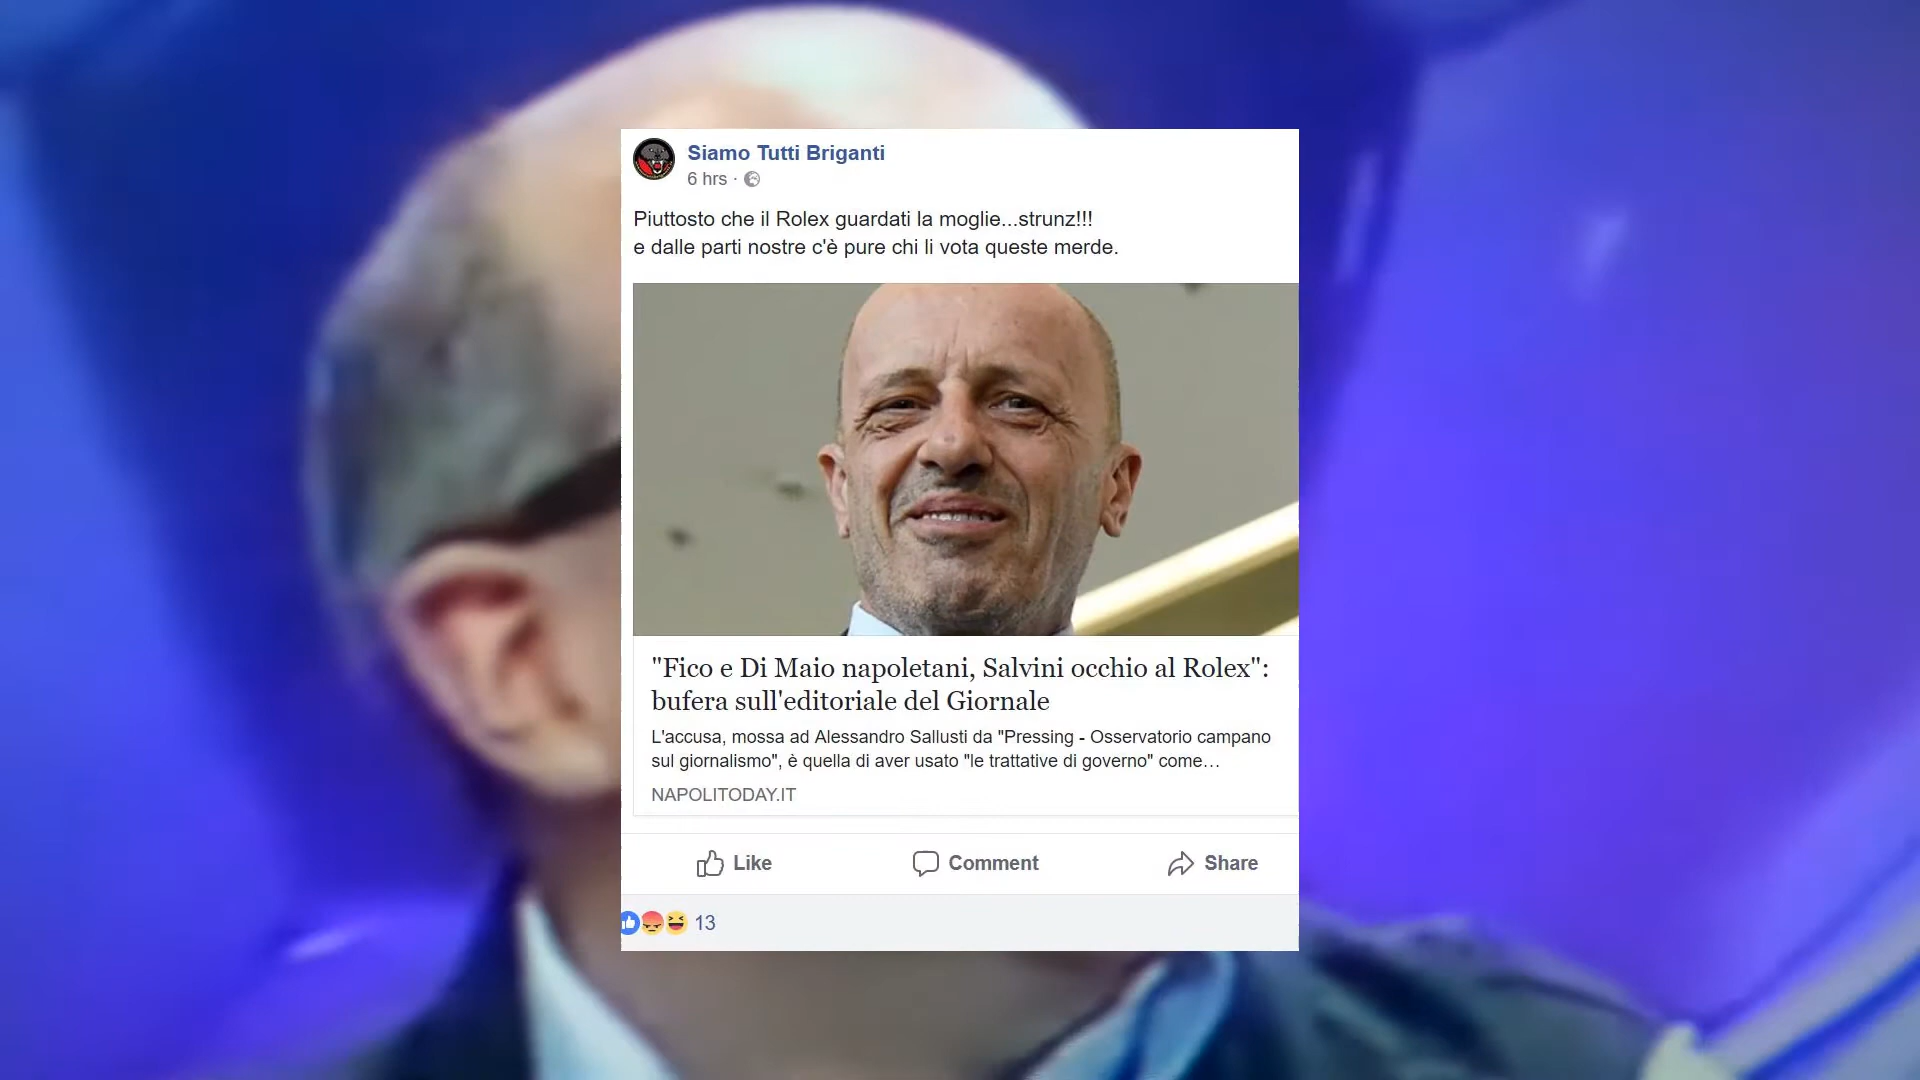 Siamo Tutti Briganti
6 hrs ·
Piuttosto che il Rolex guardati la moglie...strunz!!!
e dalle parti nostre c'è pure chi li vota queste merde.
"Fico e Di Maio napoletani, Salvini occhio al Rolex":
bufera sull'editoriale del Giornale
L'accusa, mossa ad Alessandro Sallusti da "Pressing - Osservatorio campano
sul giornalismo", è quella di aver usato "le trattative di governo" come…
NAPOLITODAY.IT
Like Comment Share
13